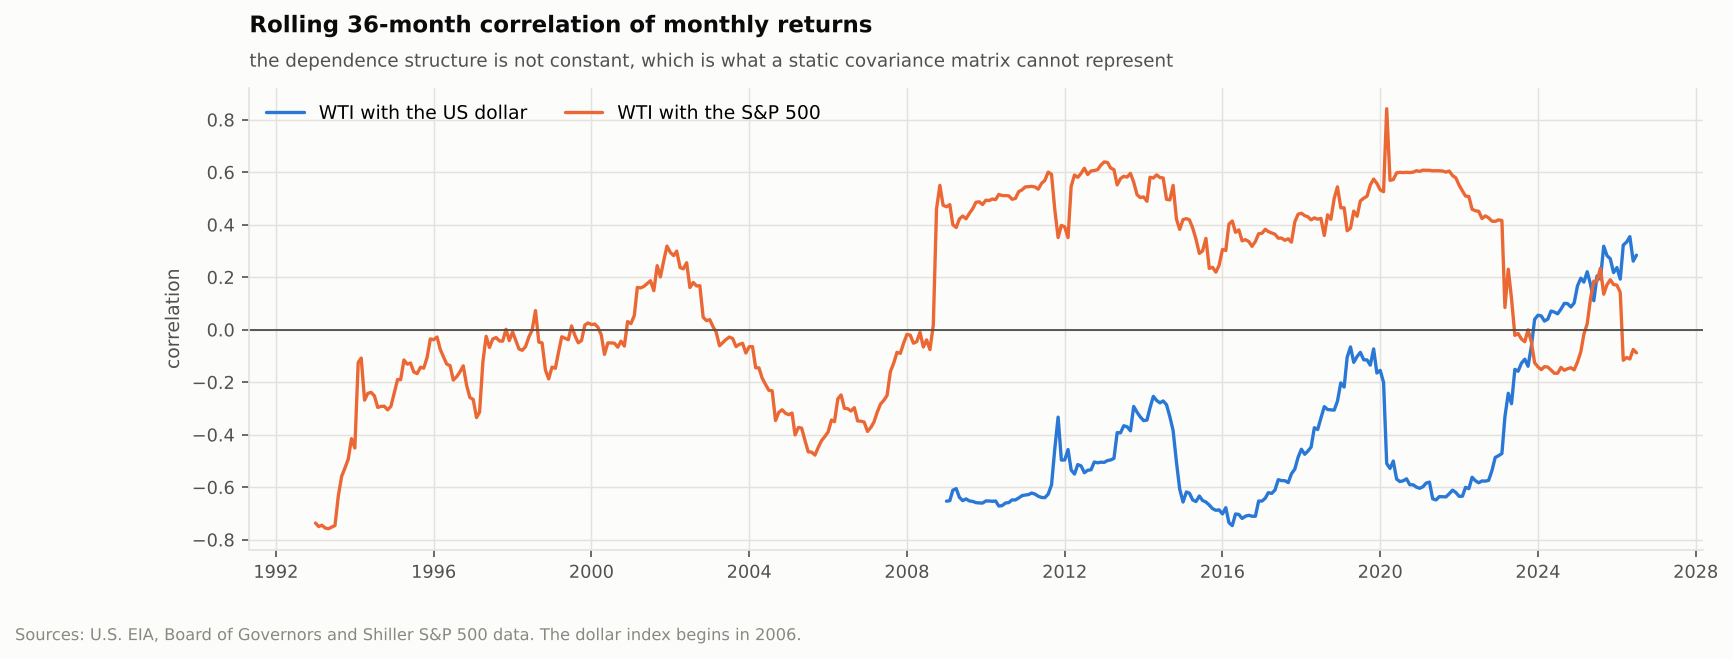 Rolling 36-month correlation of monthly returns
the dependence structure is not constant, which is what a static covariance matrix cannot represent
WTI with the US dollar
WTI with the S&P 500
correlation
0.8
0.6
0.4
0.2
0.0
−0.2
−0.4
−0.6
−0.8
1992 1996 2000 2004 2008 2012 2016 2020 2024 2028
Sources: U.S. EIA, Board of Governors and Shiller S&P 500 data. The dollar index begins in 2006.